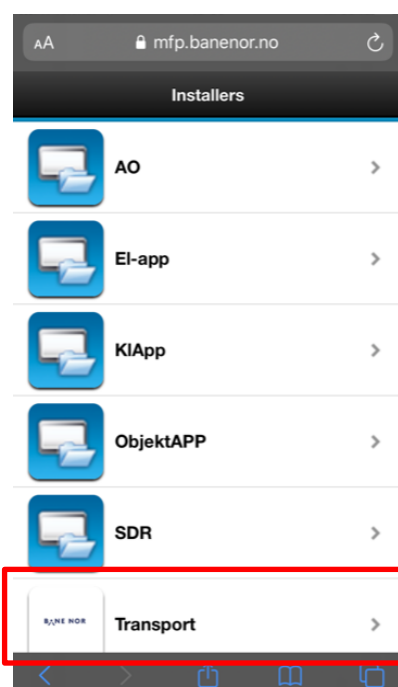 AA mfp.banenor.no
Installers
AO
El-app
KlApp
ObjektAPP
SDR
BANE NOR
Transport